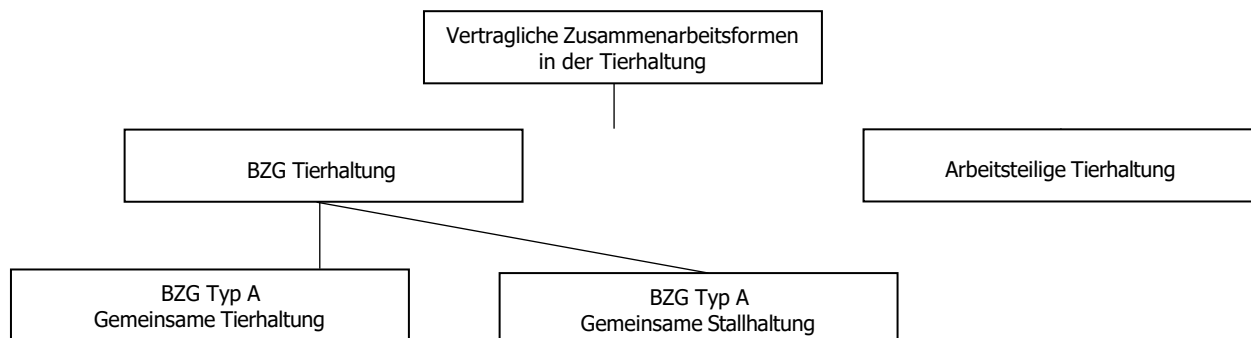 Vertragliche Zusammenarbeitsformen
in der Tierhaltung
BZG Tierhaltung
Arbeitsteilige Tierhaltung
BZG Typ A
Gemeinsame Tierhaltung
BZG Typ A
Gemeinsame Stallhaltung